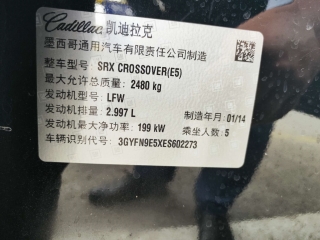 Cadillac 凯迪拉克
墨西哥通用汽车有限责任公司制造
整车型号： SRX CROSSOVER(E5)
最大允许总质量： 2480 kg
发动机型号： LFW
发动机排量： 2.997 L 制造年月： 01/14
发动机最大净功率： 199 kW 乘坐人数： 5
车辆识别代号： 3GYFN9E5XES602273